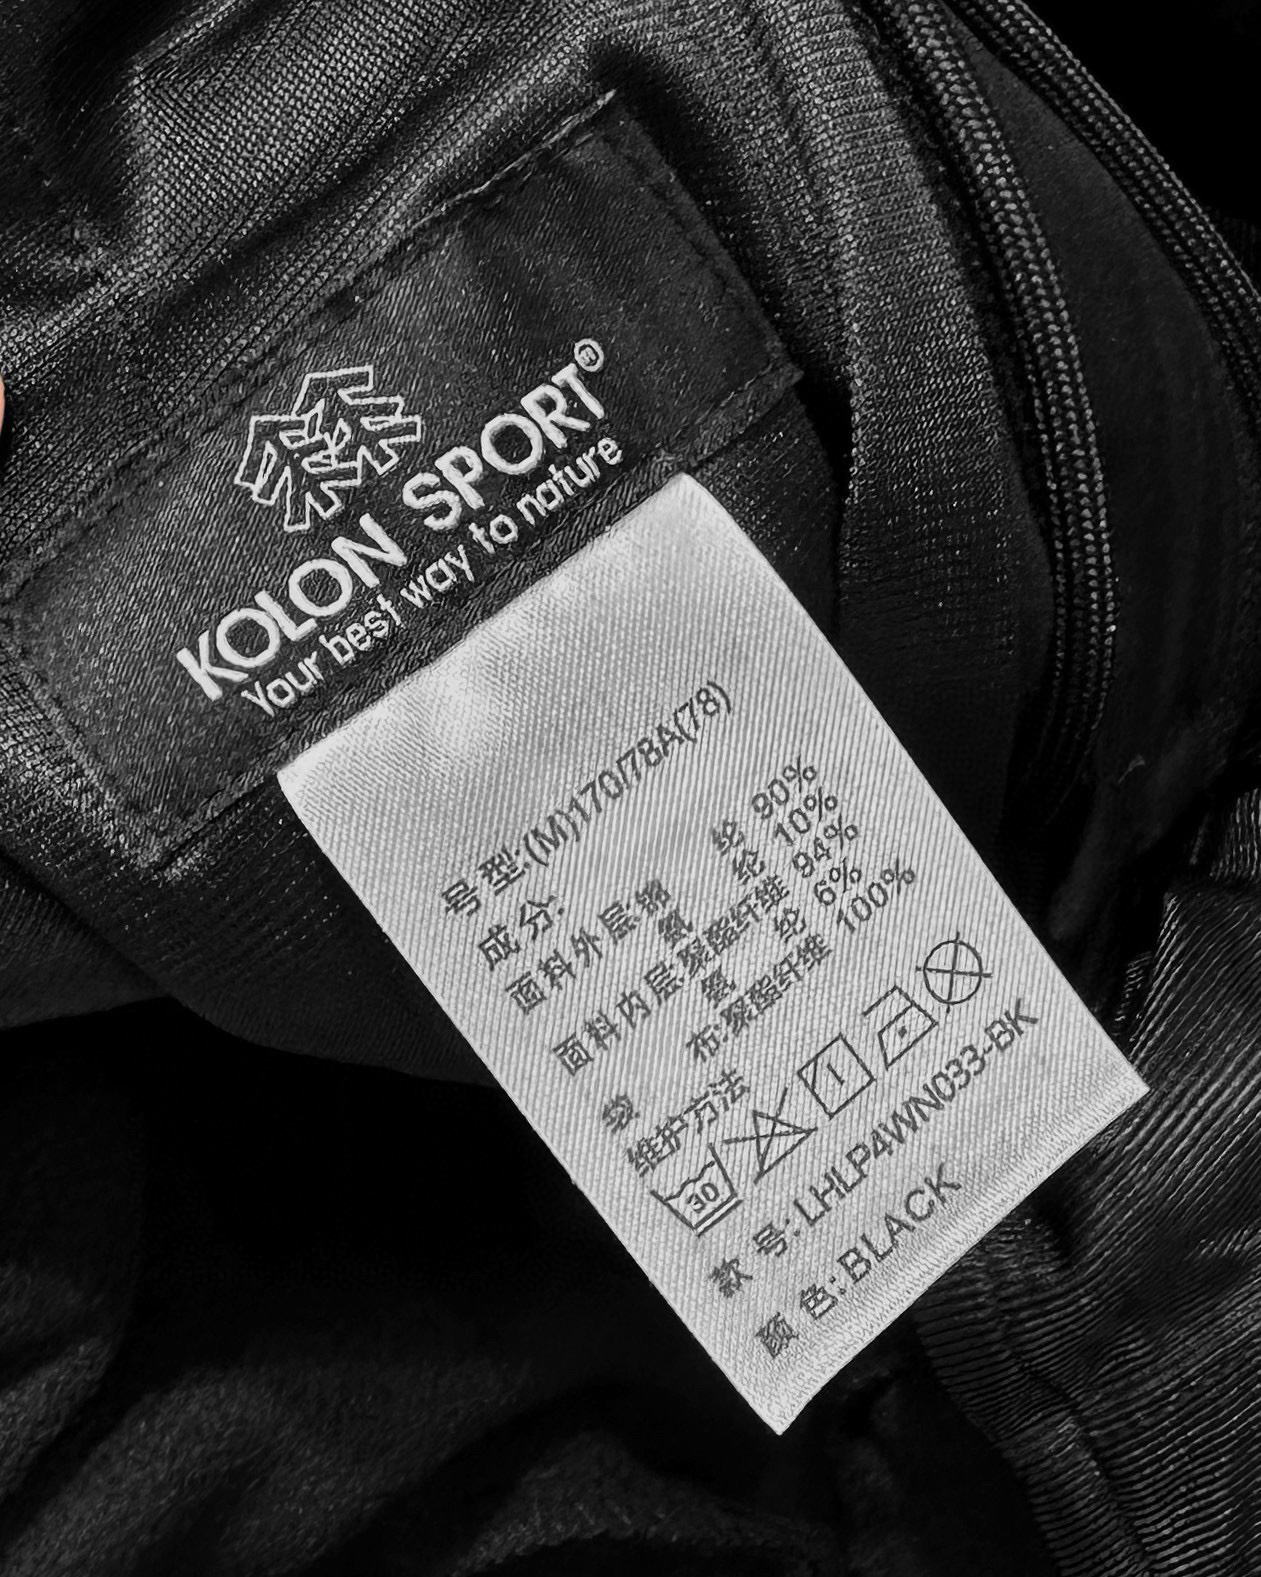 KOLON SPORT®
Your best way to nature
号型:(M)170/78A(78)
成分:
面料外层:锦纶 90%
氨纶 10%
面料内层:聚酯纤维 94%
氨纶 6%
袋布:聚酯纤维 100%
维护方法
30
款号: LHLP4WN033-BK
颜色: BLACK